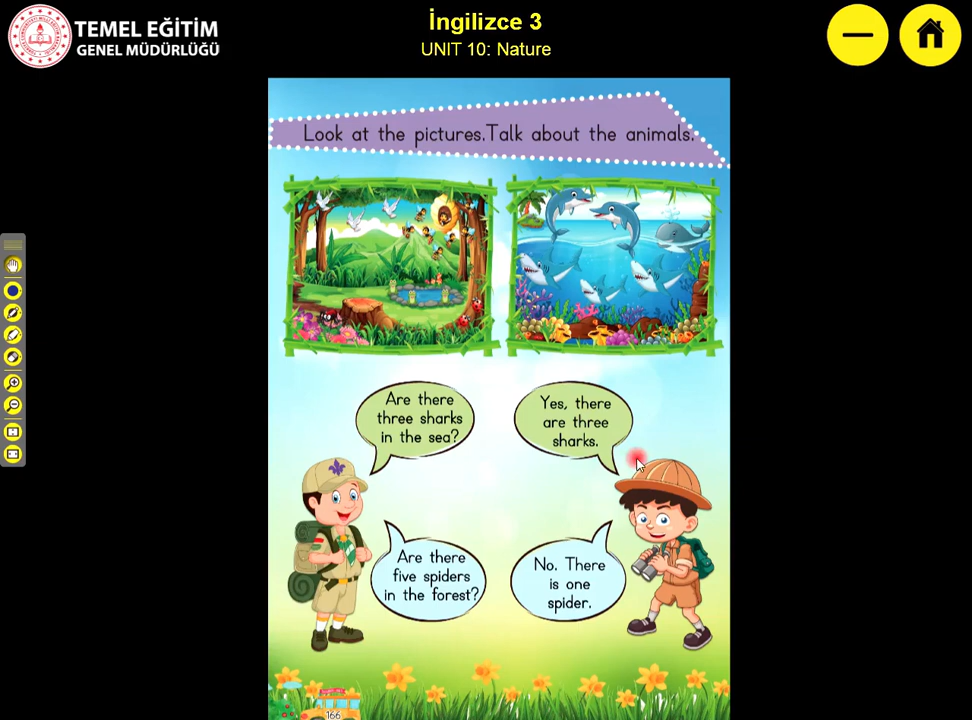 TEMEL EĞİTİM
GENEL MÜDÜRLÜĞÜ
İngilizce 3
UNIT 10: Nature
Look at the pictures.Talk about the animals.
Are there
three sharks
in the sea?
Yes, there
are three
sharks.
Are there
five spiders
in the forest?
No. There
is one
spider.
166